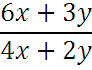 6x + 3y
4x + 2y